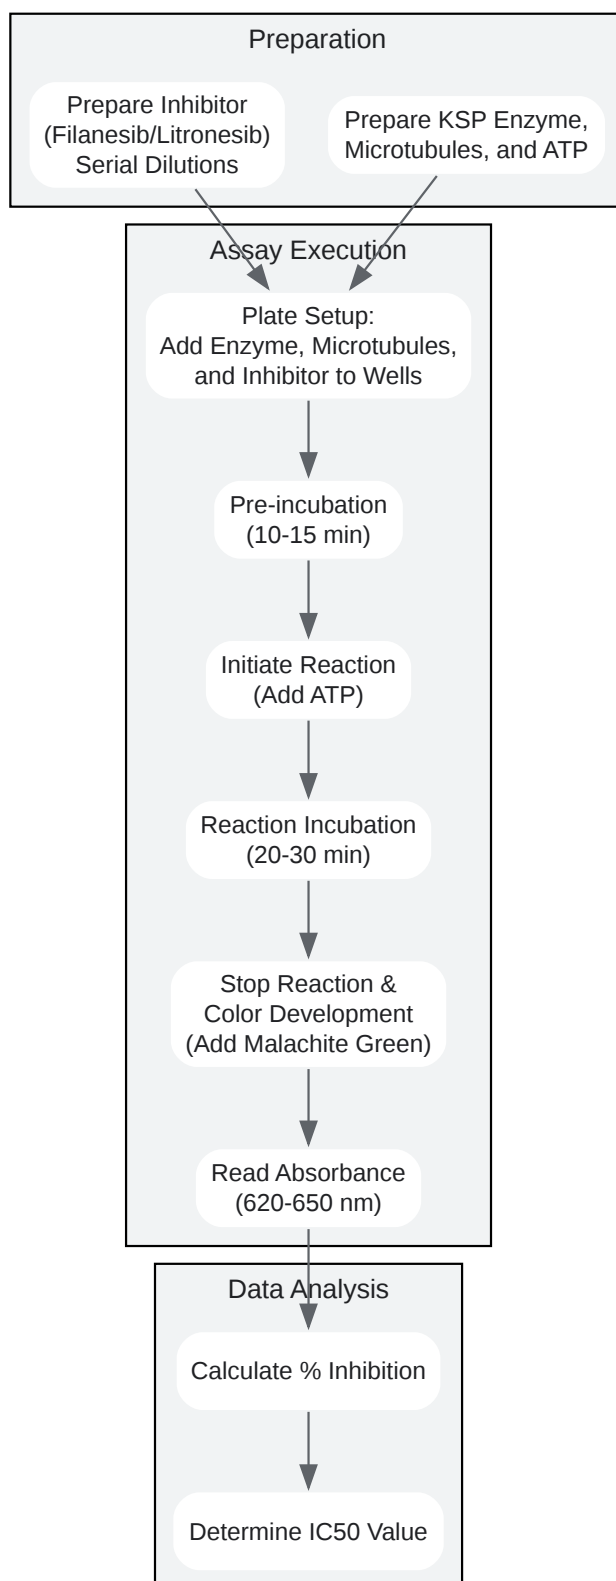 Preparation
Prepare Inhibitor
(Filanesib/Litronesib)
Serial Dilutions
Prepare KSP Enzyme,
Microtubules, and ATP
Assay Execution
Plate Setup:
Add Enzyme, Microtubules,
and Inhibitor to Wells
Pre-incubation
(10-15 min)
Initiate Reaction
(Add ATP)
Reaction Incubation
(20-30 min)
Stop Reaction &
Color Development
(Add Malachite Green)
Read Absorbance
(620-650 nm)
Data Analysis
Calculate % Inhibition
Determine IC50 Value